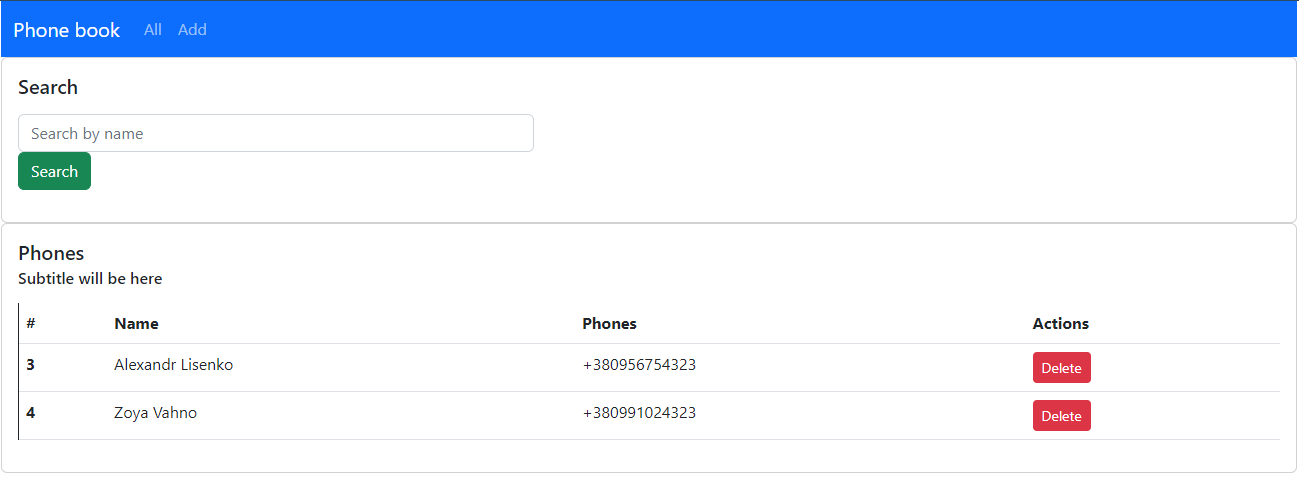 Phone book All Add
Search
Search by name
Search
Phones
Subtitle will be here
# Name Phones Actions
3 Alexandr Lisenko +380956754323 Delete
4 Zoya Vahno +380991024323 Delete